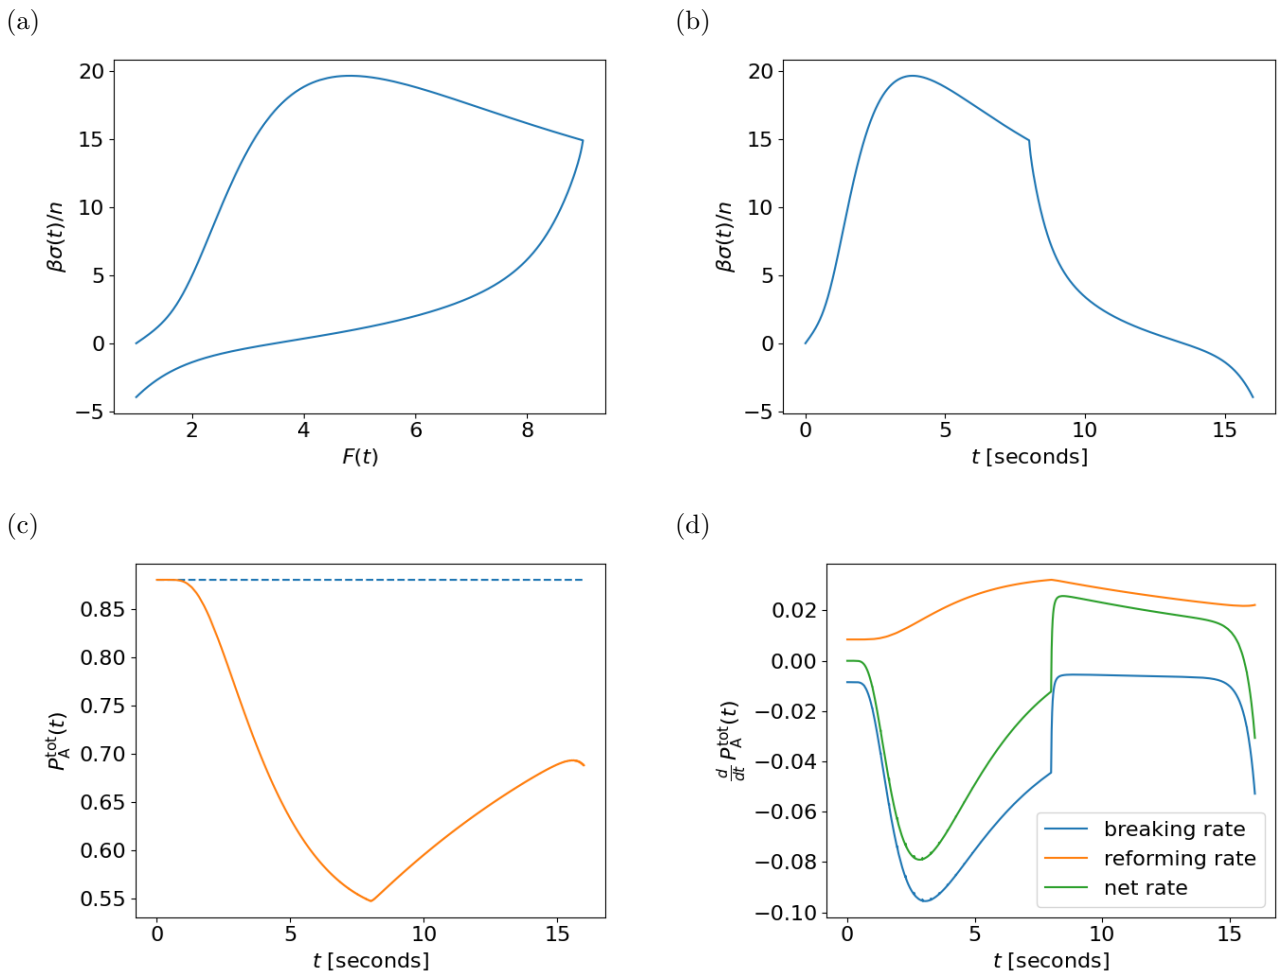 (a)
20
15
10
5
0
−5
βσ(t)/n
2
4
6
8
F(t)
(b)
20
15
10
5
0
−5
βσ(t)/n
0
5
10
15
t [seconds]
(c)
0.85
0.80
0.75
0.70
0.65
0.60
0.55
P_A^tot(t)
0
5
10
15
t [seconds]
(d)
0.02
0.00
−0.02
−0.04
−0.06
−0.08
−0.10
d/dt P_A^tot(t)
breaking rate
reforming rate
net rate
0
5
10
15
t [seconds]